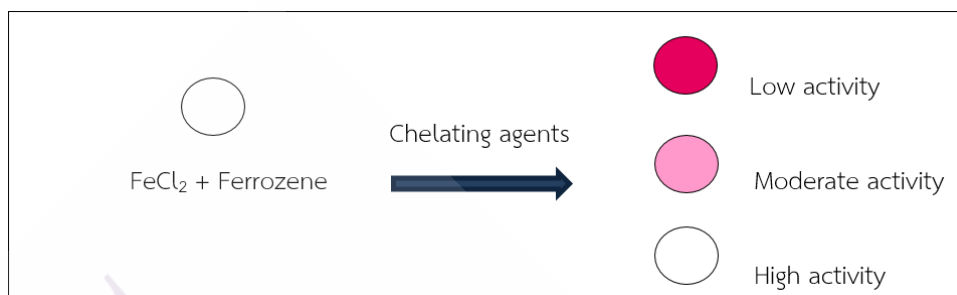 Low activity
Chelating agents
FeCl₂ + Ferrozene
Moderate activity
High activity